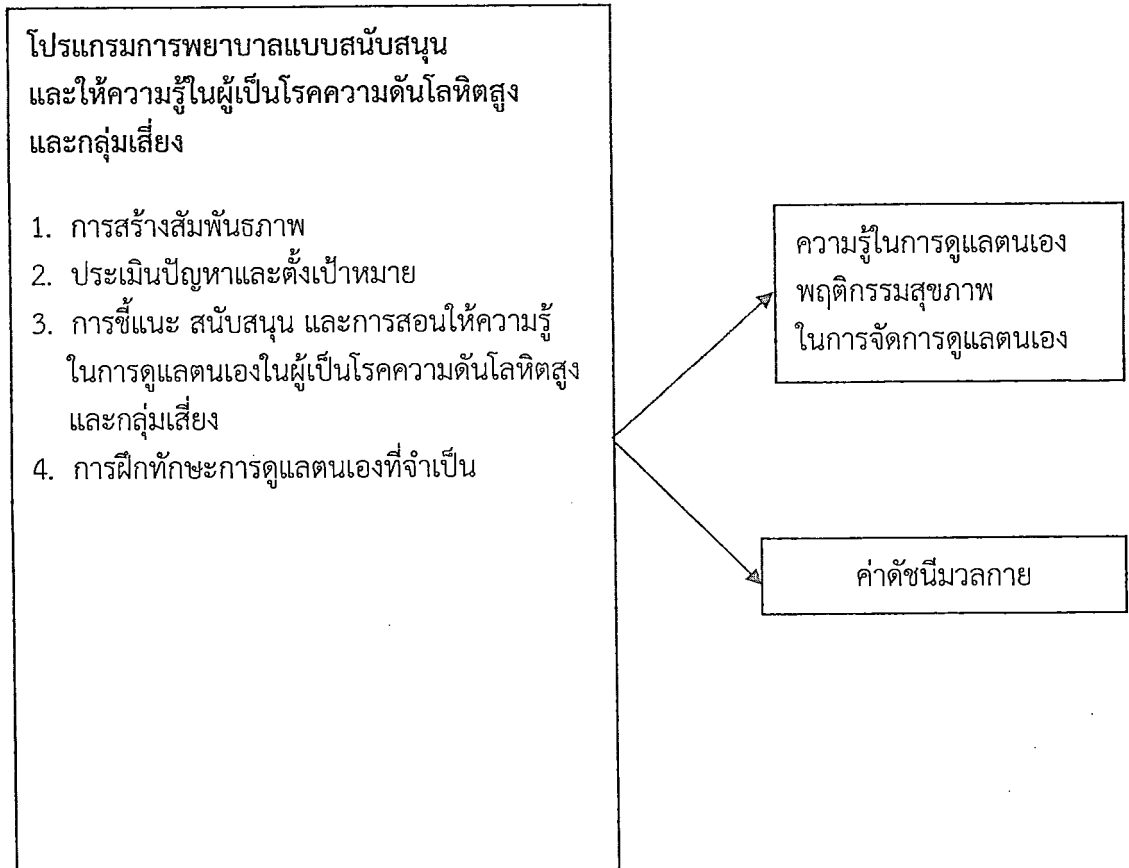 โปรแกรมการพยาบาลแบบสนับสนุน
และให้ความรู้ในผู้เป็นโรคความดันโลหิตสูง
และกลุ่มเสี่ยง
1. การสร้างสัมพันธภาพ
2. ประเมินปัญหาและตั้งเป้าหมาย
3. การชี้แนะ สนับสนุน และการสอนให้ความรู้
ในการดูแลตนเองในผู้เป็นโรคความดันโลหิตสูง
และกลุ่มเสี่ยง
4. การฝึกทักษะการดูแลตนเองที่จำเป็น
ความรู้ในการดูแลตนเอง
พฤติกรรมสุขภาพ
ในการจัดการดูแลตนเอง
ค่าดัชนีมวลกาย